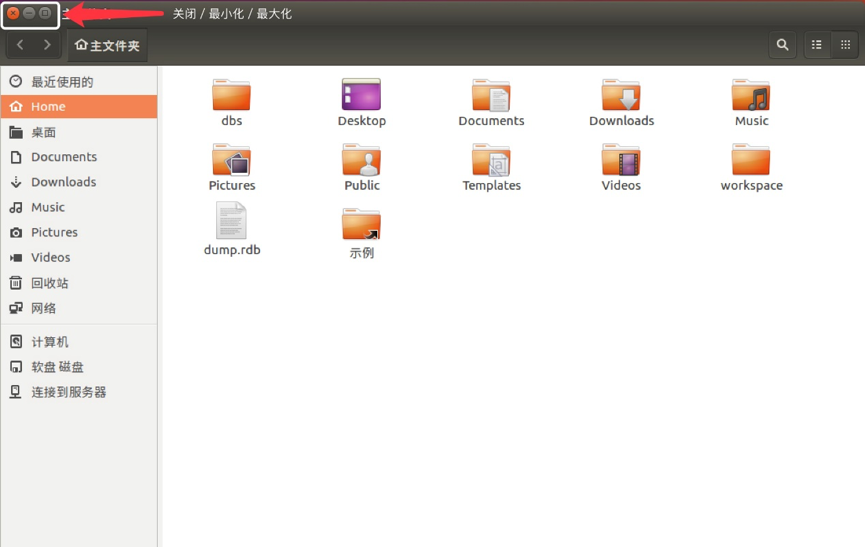 关闭 / 最小化 / 最大化
主文件夹
最近使用的
Home
桌面
Documents
Downloads
Music
Pictures
Videos
回收站
网络
计算机
软盘 磁盘
连接到服务器
dbs
Desktop
Documents
Downloads
Music
Pictures
Public
Templates
Videos
workspace
dump.rdb
示例